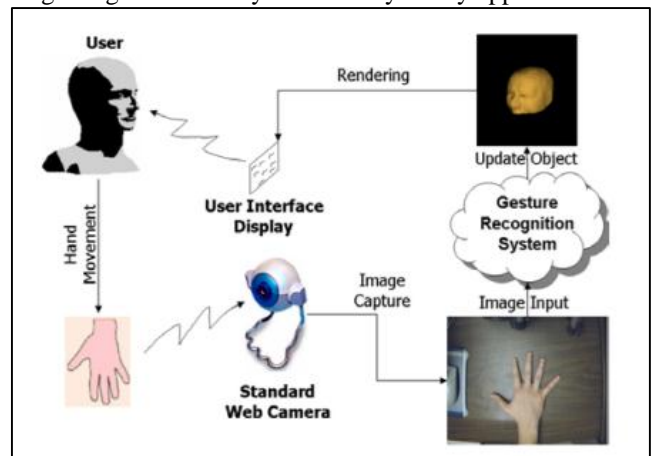 User
Rendering
Update Object
User Interface
Display
Gesture
Recognition
System
Hand
Movement
Image
Capture
Image Input
Standard
Web Camera